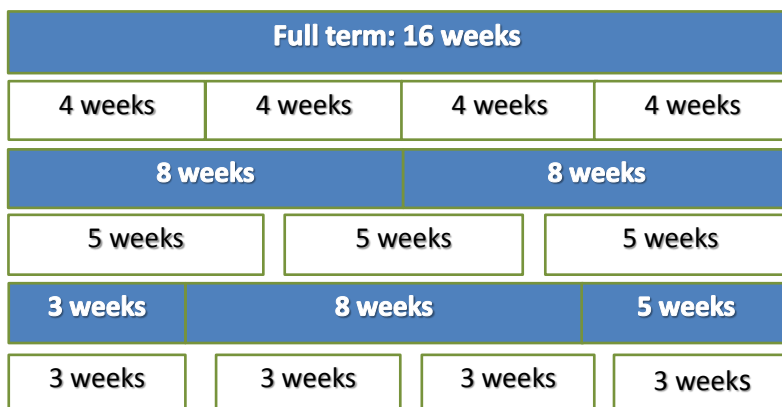 Full term: 16 weeks
4 weeks 4 weeks 4 weeks 4 weeks
8 weeks 8 weeks
5 weeks 5 weeks 5 weeks
3 weeks 8 weeks 5 weeks
3 weeks 3 weeks 3 weeks 3 weeks